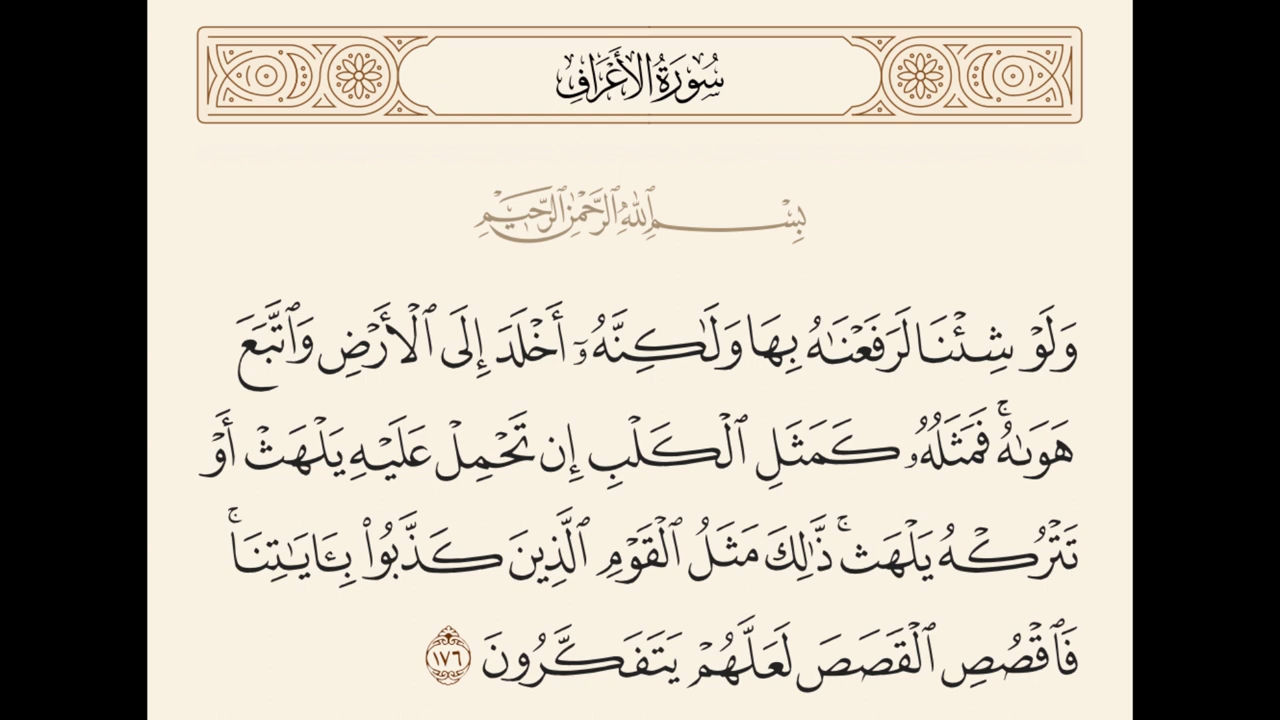 سُورَةُ الأَعْرَافِ
بِسْمِ ٱللَّهِ ٱلرَّحْمَٰنِ ٱلرَّحِيمِ
وَلَوْ شِئْنَا لَرَفَعْنَٰهُ بِهَا وَلَٰكِنَّهُۥٓ أَخْلَدَ إِلَى ٱلْأَرْضِ وَٱتَّبَعَ
هَوَىٰهُ ۚ فَمَثَلُهُۥ كَمَثَلِ ٱلْكَلْبِ إِن تَحْمِلْ عَلَيْهِ يَلْهَثْ أَوْ
تَتْرُكْهُ يَلْهَث ۚ ذَّٰلِكَ مَثَلُ ٱلْقَوْمِ ٱلَّذِينَ كَذَّبُوا۟ بِـَٔايَٰتِنَا ۚ
فَٱقْصُصِ ٱلْقَصَصَ لَعَلَّهُمْ يَتَفَكَّرُونَ ١٧٦